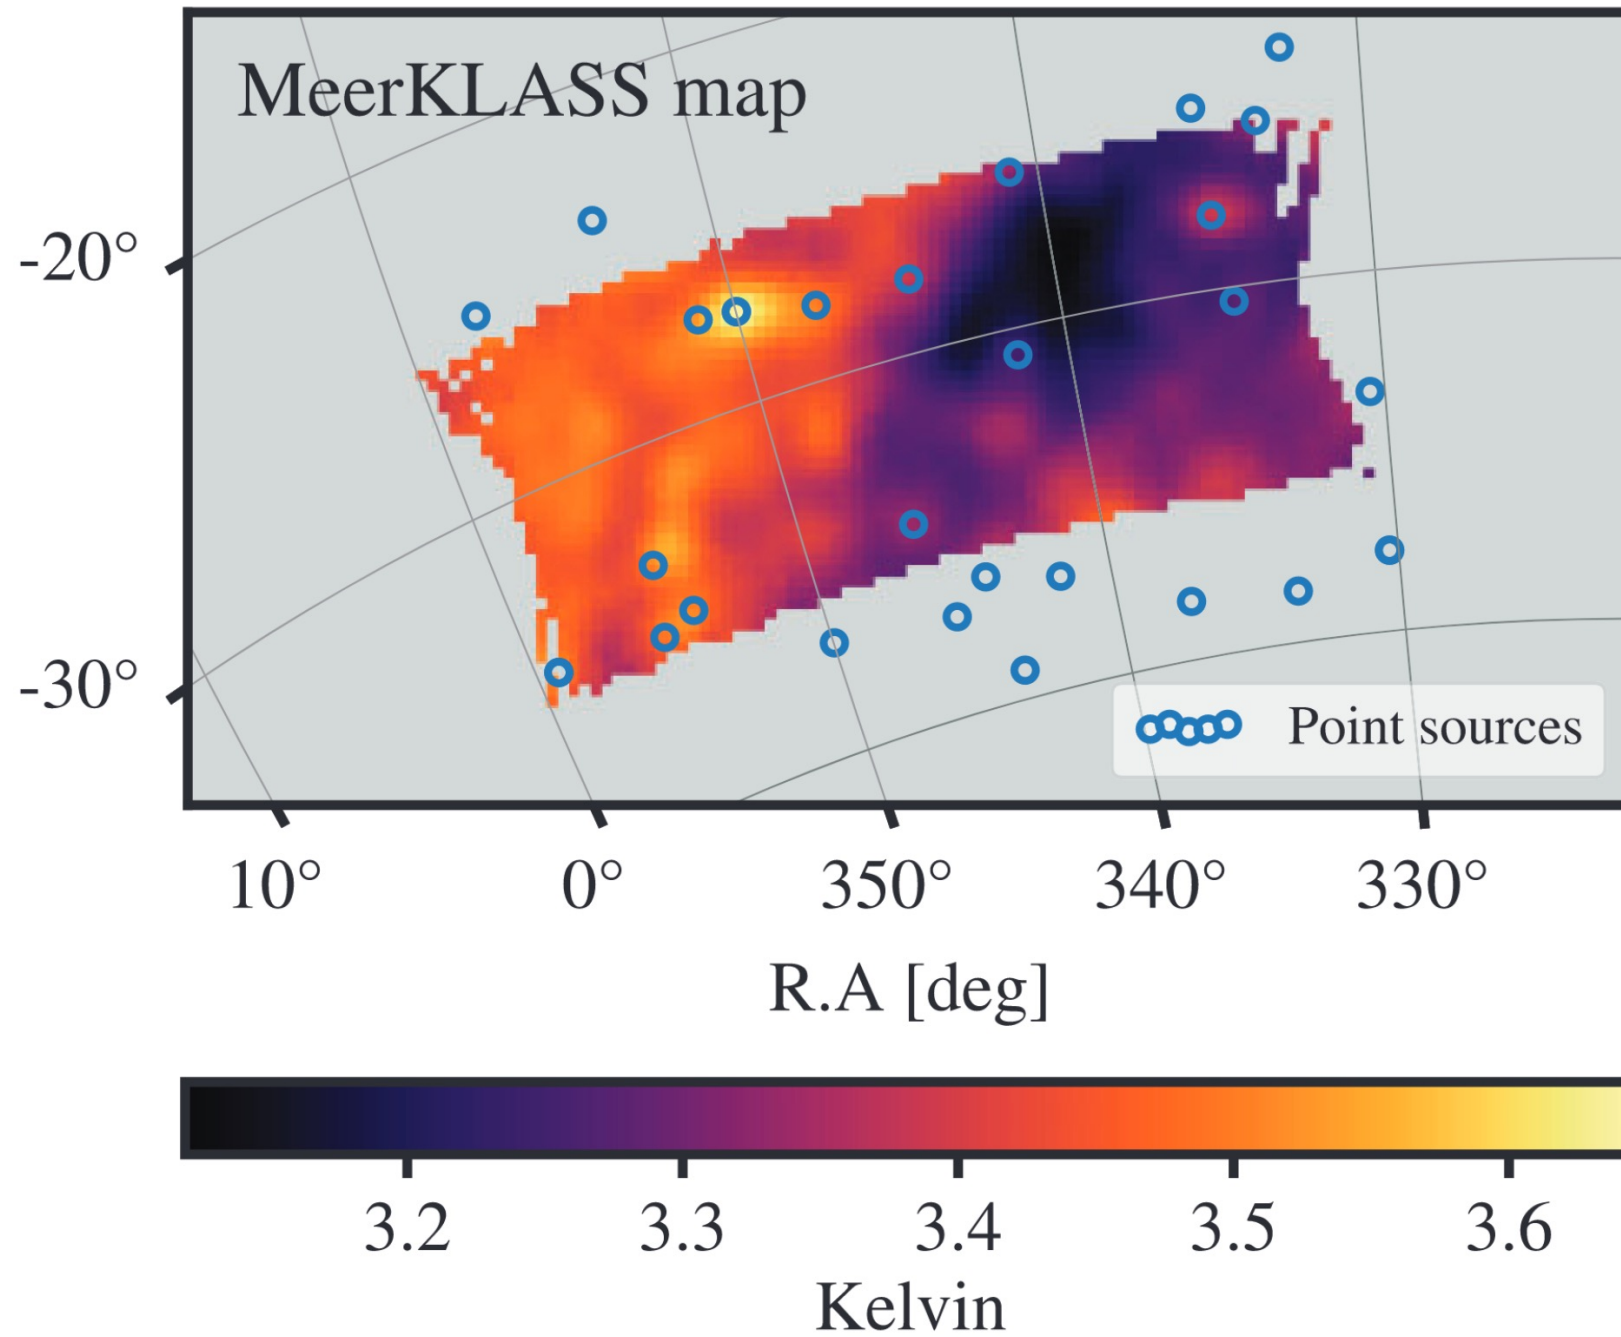 MeerKLASS map
-20°
-30°
Point sources
10° 0° 350° 340° 330°
R.A [deg]
3.2 3.3 3.4 3.5 3.6
Kelvin